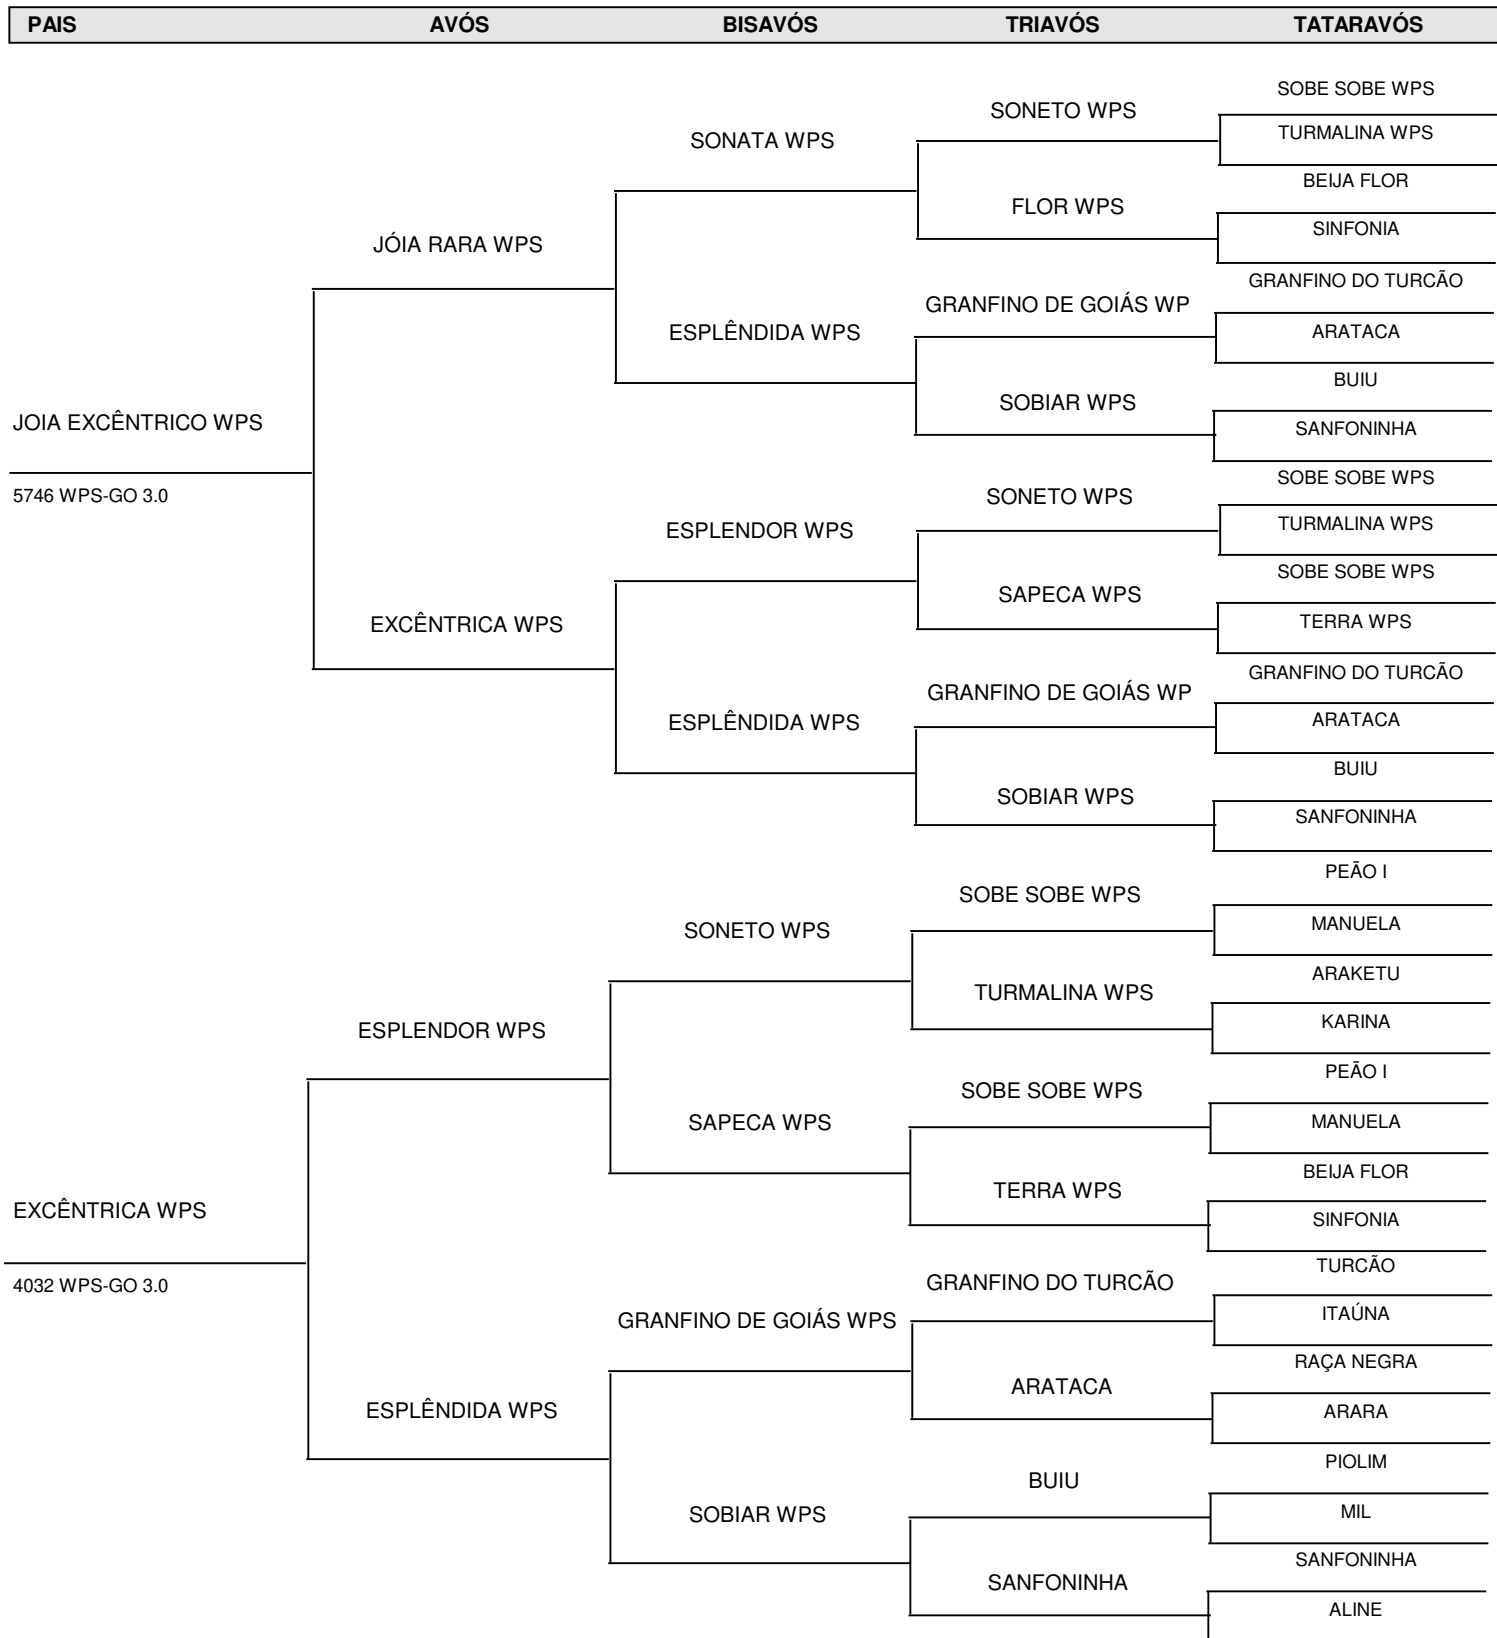 PAIS AVÓS BISAVÓS TRIAVÓS TATARAVÓS
SOBE SOBE WPS
SONETO WPS
TURMALINA WPS
SONATA WPS
BEIJA FLOR
FLOR WPS
SINFONIA
JÓIA RARA WPS
GRANFINO DO TURCÃO
GRANFINO DE GOIÁS WP
ARATACA
ESPLÊNDIDA WPS
BUIU
SOBIAR WPS
JOIA EXCÊNTRICO WPS
SANFONINHA
SOBE SOBE WPS
5746 WPS-GO 3.0
SONETO WPS
TURMALINA WPS
ESPLENDOR WPS
SOBE SOBE WPS
SAPECA WPS
TERRA WPS
EXCÊNTRICA WPS
GRANFINO DO TURCÃO
GRANFINO DE GOIÁS WP
ARATACA
ESPLÊNDIDA WPS
BUIU
SOBIAR WPS
SANFONINHA
PEÃO I
SOBE SOBE WPS
MANUELA
SONETO WPS
ARAKETU
TURMALINA WPS
KARINA
ESPLENDOR WPS
PEÃO I
SOBE SOBE WPS
MANUELA
SAPECA WPS
BEIJA FLOR
TERRA WPS
EXCÊNTRICA WPS
SINFONIA
TURCÃO
4032 WPS-GO 3.0
GRANFINO DO TURCÃO
ITAÚNA
GRANFINO DE GOIÁS WPS
RAÇA NEGRA
ARATACA
ESPLÊNDIDA WPS
ARARA
PIOLIM
BUIU
MIL
SOBIAR WPS
SANFONINHA
SANFONINHA
ALINE